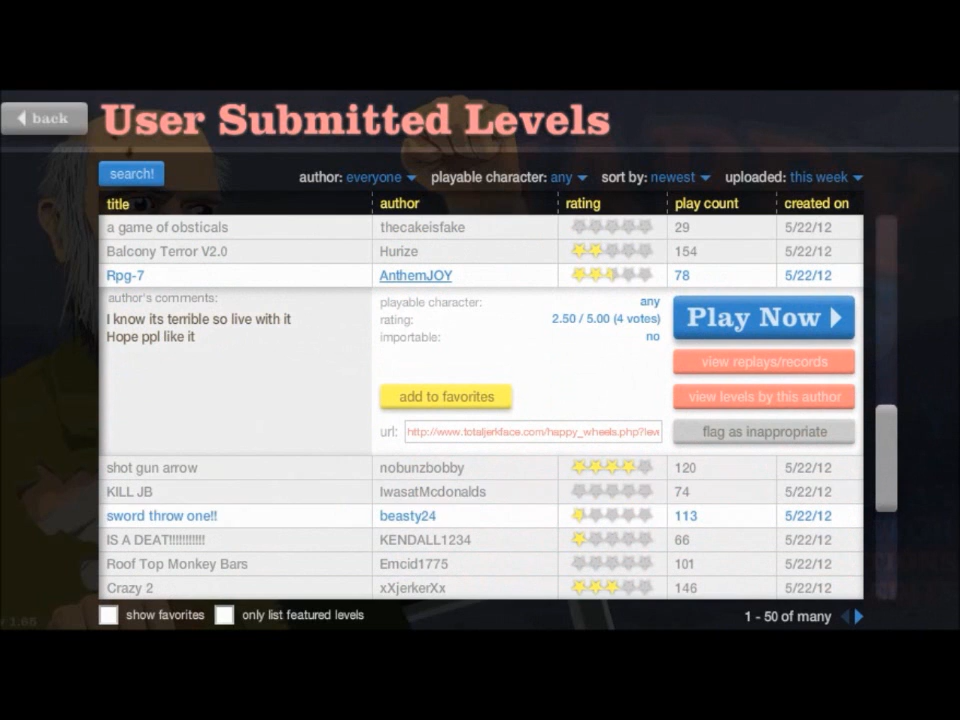 back
User Submitted Levels
search!
author: everyone playable character: any sort by: newest uploaded: this week
title author rating play count created on
a game of obsticals thecakeisfake 29 5/22/12
Balcony Terror V2.0 Hurize 154 5/22/12
Rpg-7 AnthemJOY 78 5/22/12
author's comments:
I know its terrible so live with it
Hope ppl like it
playable character: any
rating: 2.50 / 5.00 (4 votes)
importable: no
add to favorites
url: http://www.totaljerkface.com/happy_wheels.php?leve
Play Now
view replays/records
view levels by this author
flag as inappropriate
shot gun arrow nobunzbobby 120 5/22/12
KILL JB IwasatMcdonalds 74 5/22/12
sword throw one!! beasty24 113 5/22/12
IS A DEAT!!!!!!!!!!! KENDALL1234 66 5/22/12
Roof Top Monkey Bars Emcid1775 101 5/22/12
Crazy 2 xXjerkerXx 146 5/22/12
show favorites only list featured levels
1 - 50 of many